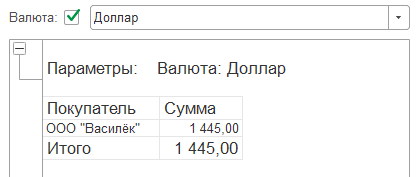 Валюта: Доллар
Параметры: Валюта: Доллар
Покупатель Сумма
ООО "Василёк" 1 445,00
Итого 1 445,00